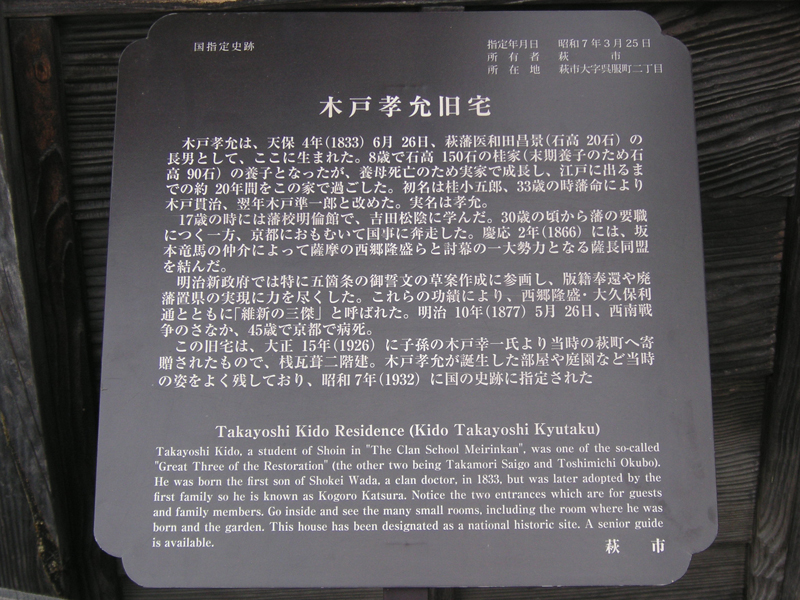 国指定史跡
指定年月日 昭和7年3月25日
所有者 萩市
所在地 萩市大字呉服町二丁目
木戸孝允旧宅
木戸孝允は、天保 4年(1833) 6月 26日、萩藩医和田昌景(石高 20石) の
長男として、ここに生まれた。8歳で石高 150石の桂家(末期養子のため石
高 90石) の養子となったが、養母死亡のため実家で成長し、江戸に出るま
での約 20年間をこの家で過ごした。初名は桂小五郎、33歳の時藩命により
木戸貫治、翌年木戸準一郎と改めた。実名は孝允。
17歳の時には藩校明倫館で、吉田松陰に学んだ。30歳の頃から藩の要職
につく一方、京都におもむいて国事に奔走した。慶応 2年(1866) には、坂
本竜馬の仲介によって薩摩の西郷隆盛らと討幕の一大勢力となる薩長同盟
を結んだ。
明治新政府では特に五箇条の御誓文の草案作成に参画し、版籍奉還や廃
藩置県の実現に力を尽くした。これらの功績により、西郷隆盛・大久保利
通とともに「維新の三傑」と呼ばれた。明治 10年(1877) 5月 26日、西南戦
争のさなか、45歳で京都で病死。
この旧宅は、大正 15年(1926) に子孫の木戸幸一氏より当時の萩町へ寄
贈されたもので、桟瓦葺二階建。木戸孝允が誕生した部屋や庭園など当時
の姿をよく残しており、昭和 7年(1932) に国の史跡に指定された
Takayoshi Kido Residence (Kido Takayoshi Kyutaku)
Takayoshi Kido, a student of Shoin in "The Clan School Meirinkan", was one of the so-called
"Great Three of the Restoration" (the other two being Takamori Saigo and Toshimichi Okubo).
He was born the first son of Shokei Wada, a clan doctor, in 1833, but was later adopted by the
first family so he is known as Kogoro Katsura. Notice the two entrances which are for guests
and family members. Go inside and see the many small rooms, including the room where he was
born and the garden. This house has been designated as a national historic site. A senior guide
is available.
萩市